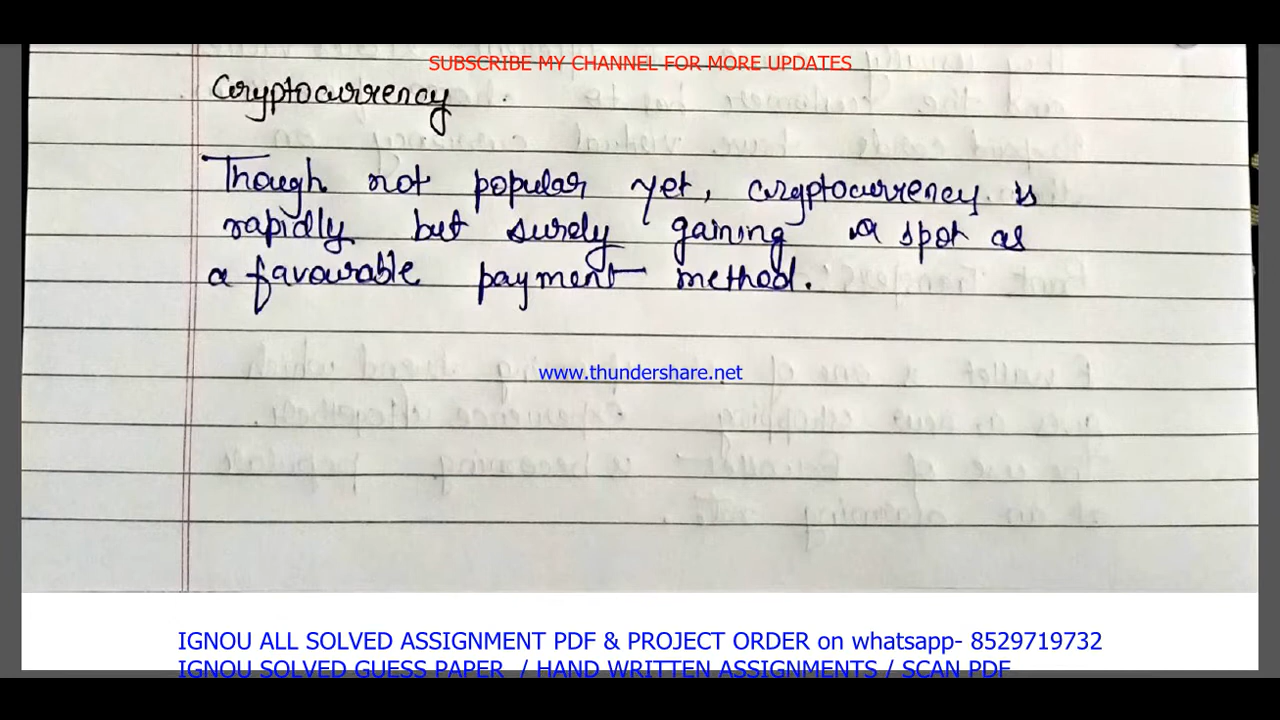 SUBSCRIBE MY CHANNEL FOR MORE UPDATES
Cryptocurrency
Though not popular yet, cryptocurrency is
rapidly but surely gaining a spot as
a favourable payment method.
www.thundershare.net
IGNOU ALL SOLVED ASSIGNMENT PDF & PROJECT ORDER on whatsapp- 8529719732
IGNOU SOLVED GUESS PAPER / HAND WRITTEN ASSIGNMENTS / SCAN PDF